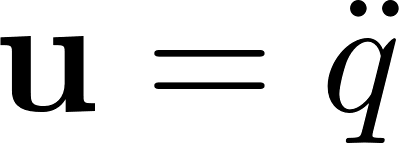 𝐮 = q̈